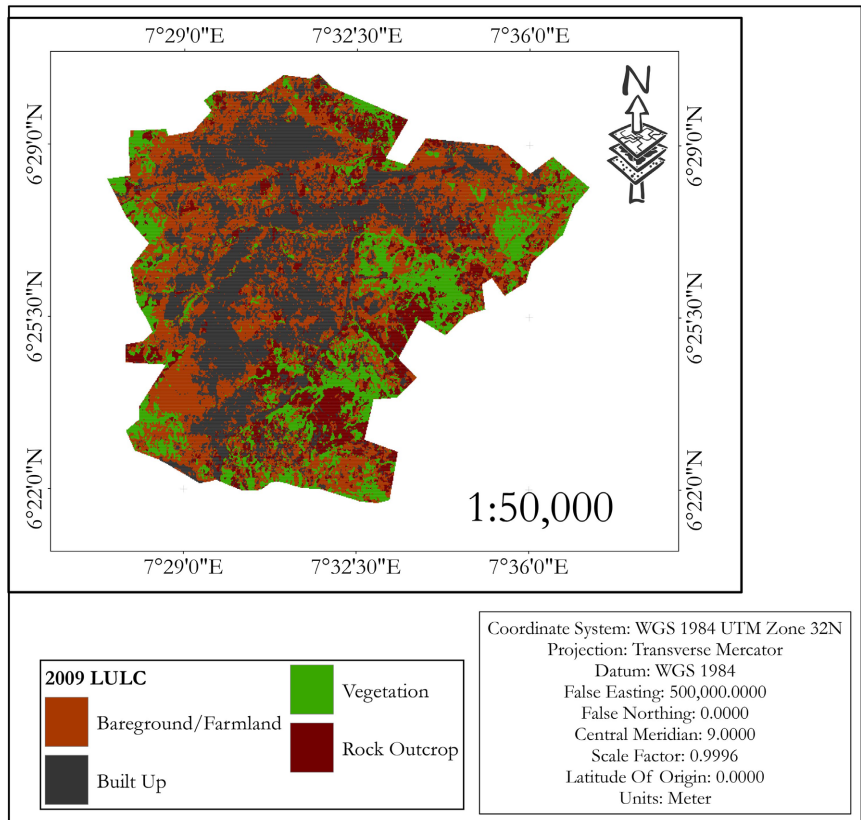 7°29'0"E 7°32'30"E 7°36'0"E
N
6°29'0"N 6°29'0"N
6°25'30"N 6°25'30"N
6°22'0"N 6°22'0"N
1:50,000
7°29'0"E 7°32'30"E 7°36'0"E
2009 LULC
Bareground/Farmland
Built Up
Vegetation
Rock Outcrop
Coordinate System: WGS 1984 UTM Zone 32N
Projection: Transverse Mercator
Datum: WGS 1984
False Easting: 500,000.0000
False Northing: 0.0000
Central Meridian: 9.0000
Scale Factor: 0.9996
Latitude Of Origin: 0.0000
Units: Meter